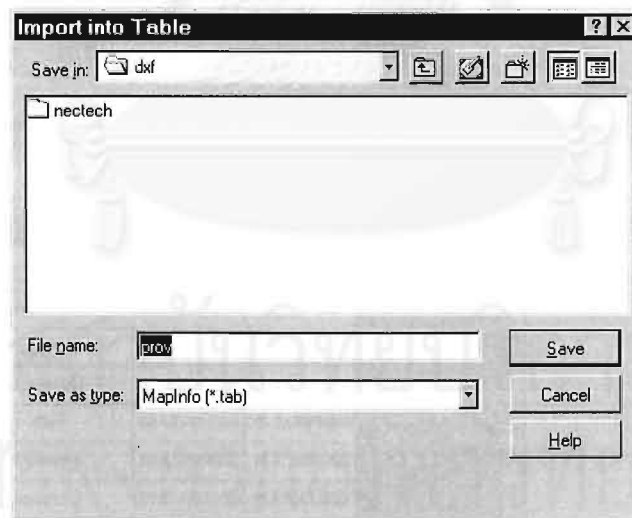 Import into Table
Save in: dxf
nectech
File name: prov
Save
Save as type: MapInfo (*.tab)
Cancel
Help